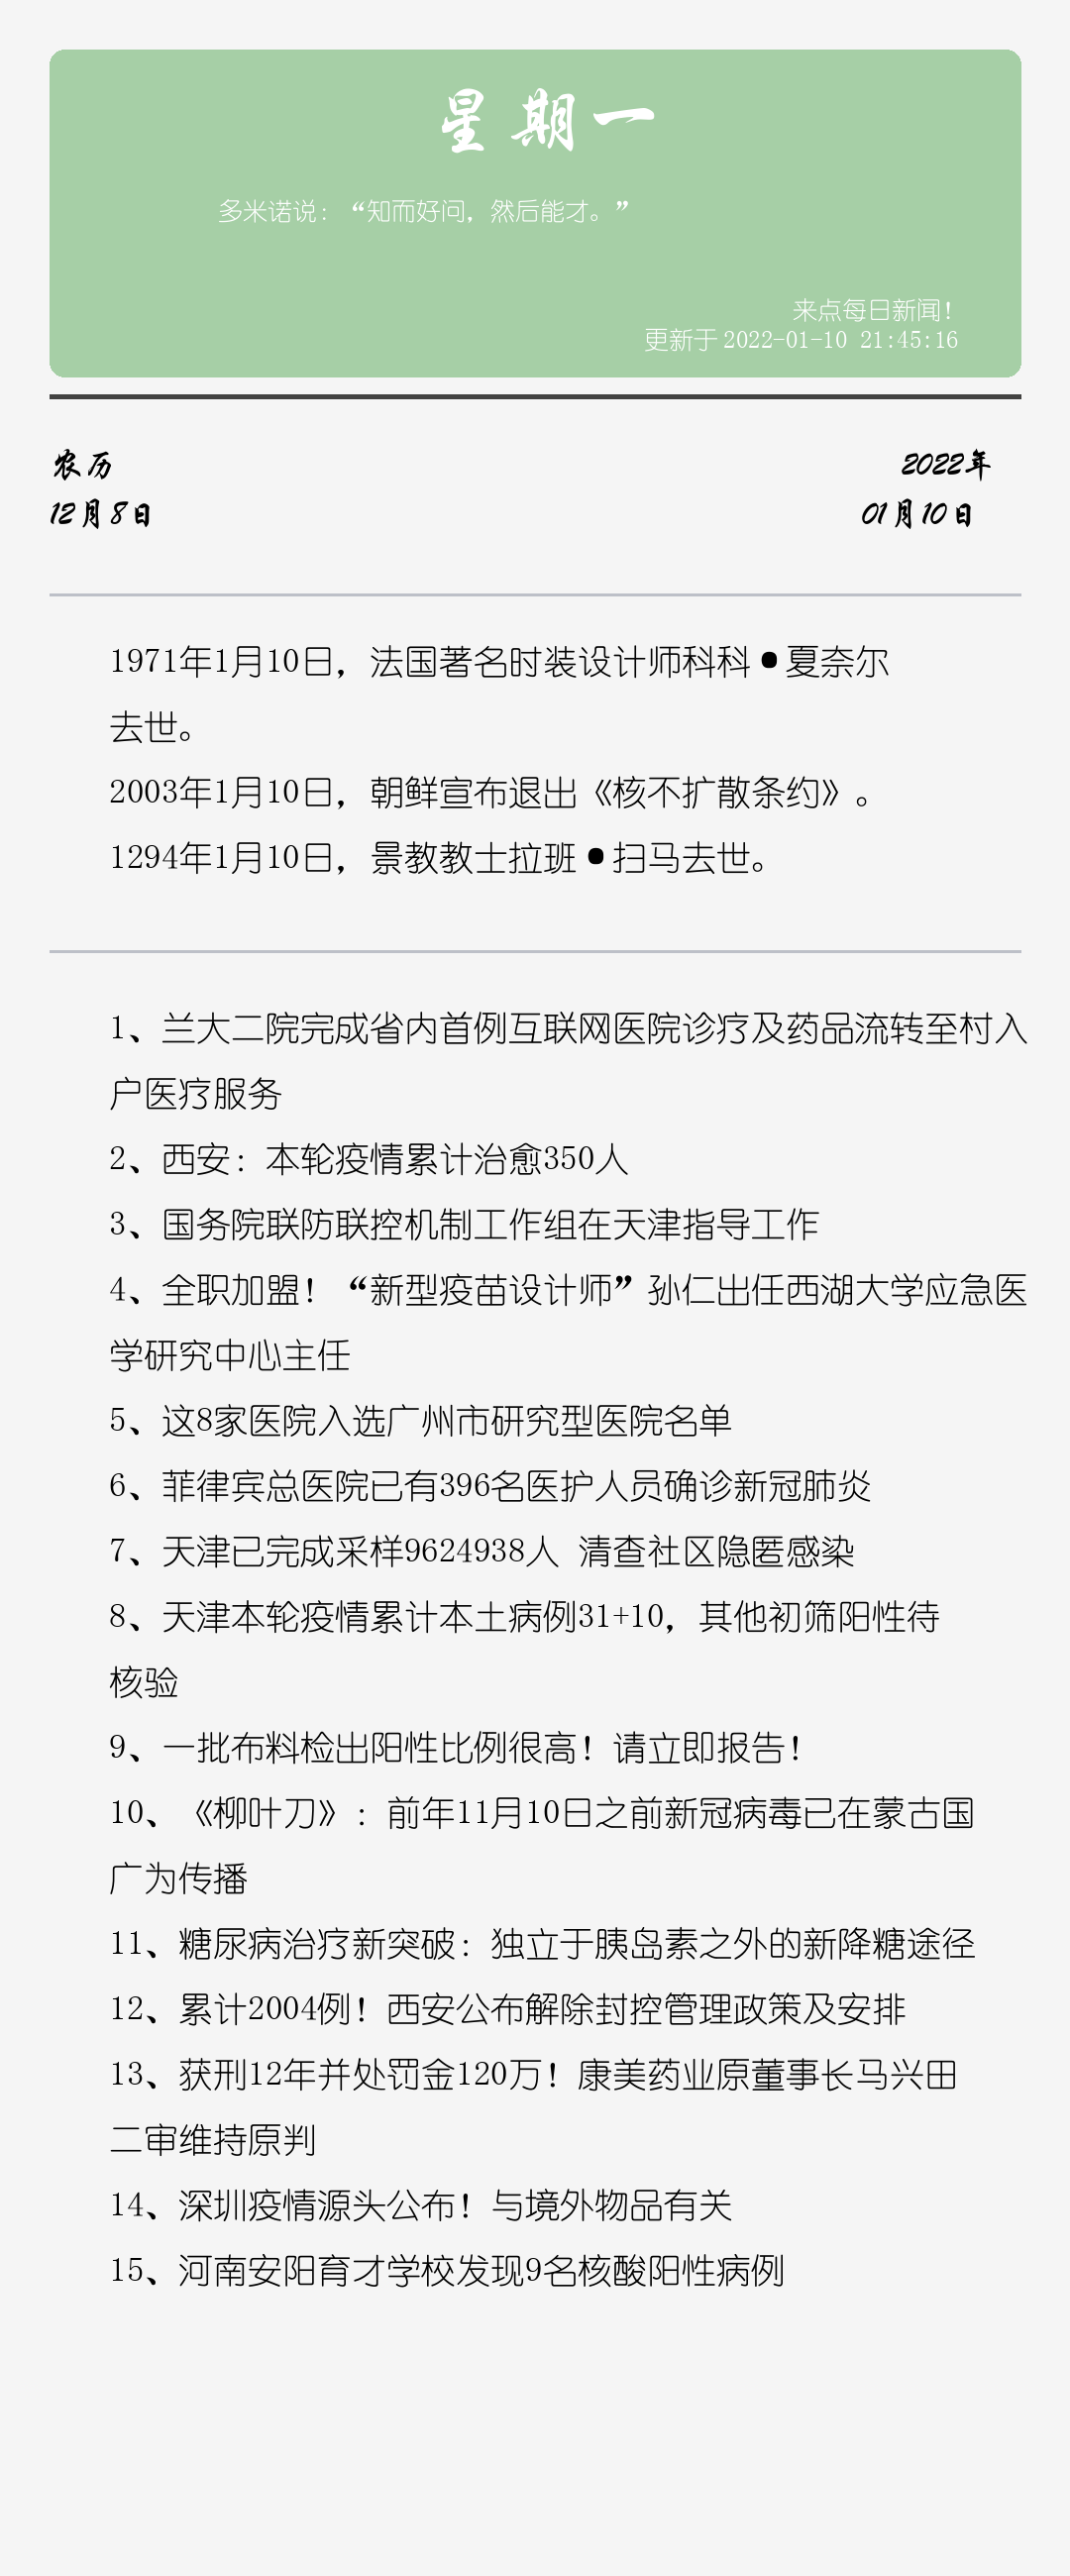 星期一
多米诺说：“知而好问，然后能才。”
来点每日新闻！
更新于 2022-01-10 21:45:16
农历
2022年
12月8日
01月10日
1971年1月10日，法国著名时装设计师科科•夏奈尔
去世。
2003年1月10日，朝鲜宣布退出《核不扩散条约》。
1294年1月10日，景教教士拉班•扫马去世。
1、兰大二院完成省内首例互联网医院诊疗及药品流转至村入
户医疗服务
2、西安：本轮疫情累计治愈350人
3、国务院联防联控机制工作组在天津指导工作
4、全职加盟！“新型疫苗设计师”孙仁出任西湖大学应急医
学研究中心主任
5、这8家医院入选广州市研究型医院名单
6、菲律宾总医院已有396名医护人员确诊新冠肺炎
7、天津已完成采样9624938人 清查社区隐匿感染
8、天津本轮疫情累计本土病例31+10，其他初筛阳性待
核验
9、一批布料检出阳性比例很高！请立即报告！
10、《柳叶刀》：前年11月10日之前新冠病毒已在蒙古国
广为传播
11、糖尿病治疗新突破：独立于胰岛素之外的新降糖途径
12、累计2004例！西安公布解除封控管理政策及安排
13、获刑12年并处罚金120万！康美药业原董事长马兴田
二审维持原判
14、深圳疫情源头公布！与境外物品有关
15、河南安阳育才学校发现9名核酸阳性病例